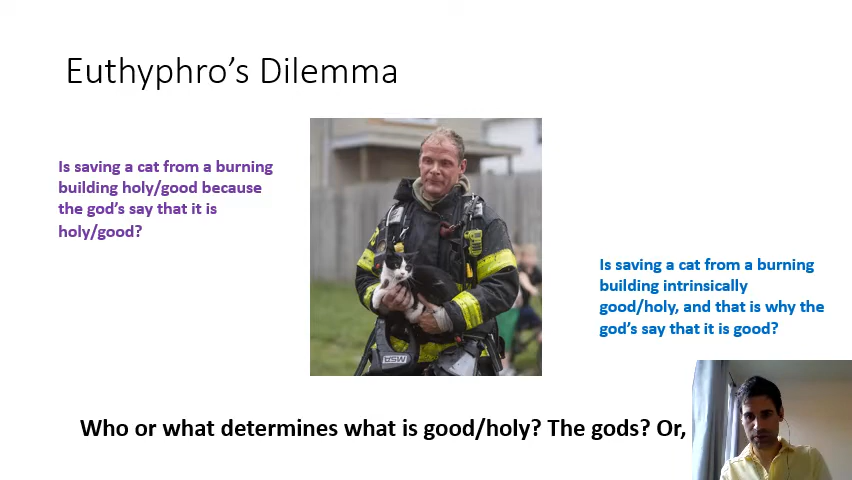 Euthyphro's Dilemma
Is saving a cat from a burning
building holy/good because
the god's say that it is
holy/good?
Is saving a cat from a burning
building intrinsically
good/holy, and that is why the
god's say that it is good?
MSA
Who or what determines what is good/holy? The gods? Or,